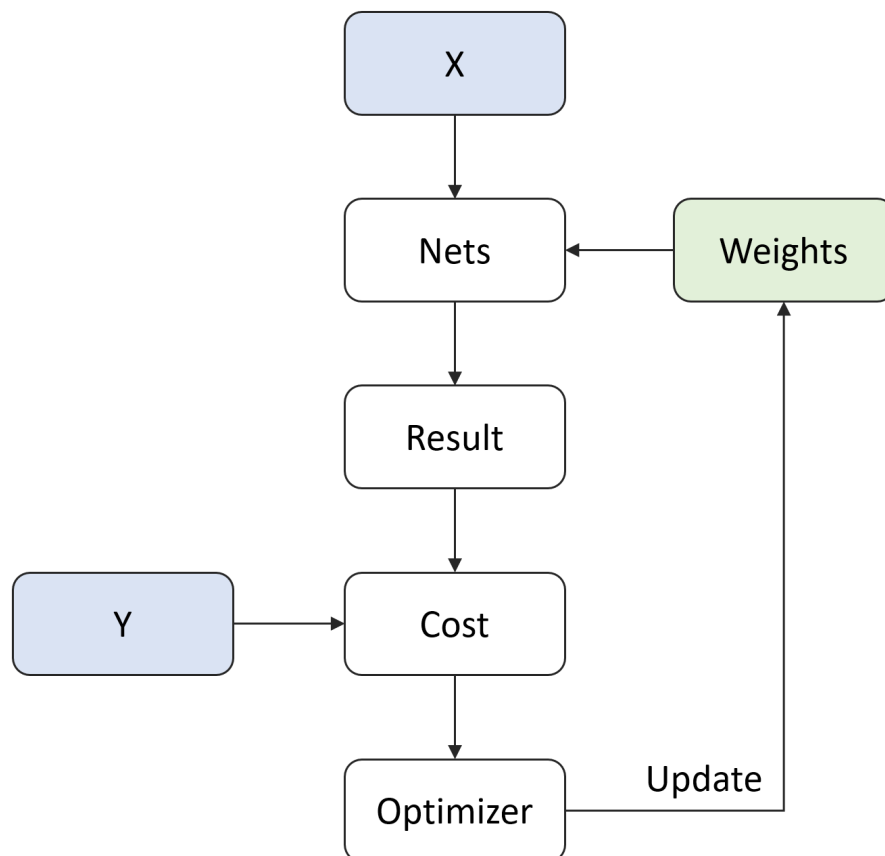 X
Nets
Weights
Result
Y
Cost
Update
Optimizer